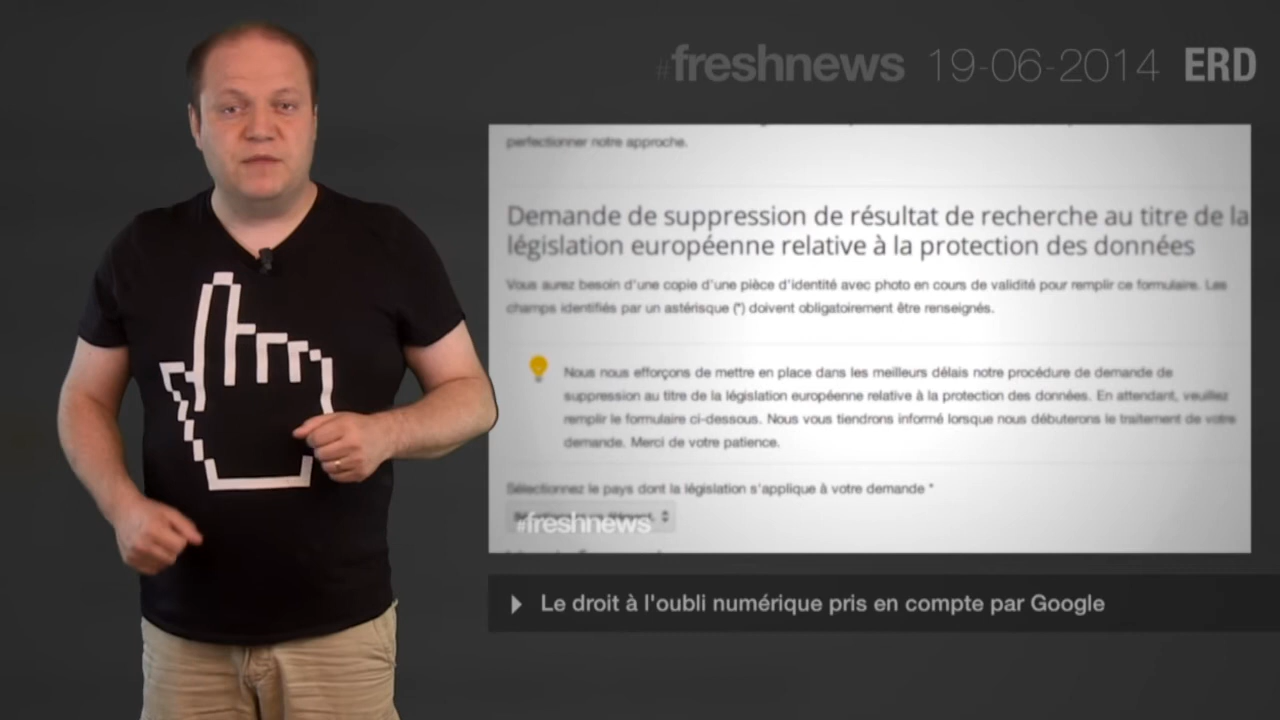 #freshnews 19-06-2014 ERD
perfectionner notre approche.
Demande de suppression de résultat de recherche au titre de la
législation européenne relative à la protection des données
Vous aurez besoin d'une copie d'une pièce d'identité avec photo en cours de validité pour remplir ce formulaire. Les
champs identifiés par un astérisque (*) doivent obligatoirement être renseignés.
Nous nous efforçons de mettre en place dans les meilleurs délais notre procédure de demande de
suppression au titre de la législation européenne relative à la protection des données. En attendant, veuillez
remplir le formulaire ci-dessous. Nous vous tiendrons informé lorsque nous débuterons le traitement de votre
demande. Merci de votre patience.
Sélectionnez le pays dont la législation s'applique à votre demande *
#freshnews
Le droit à l'oubli numérique pris en compte par Google